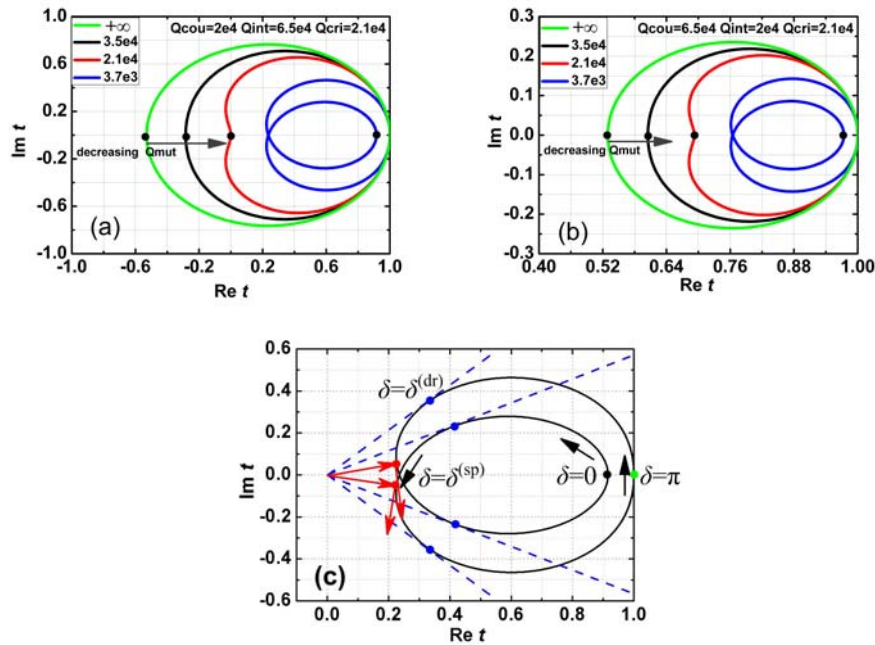 Qcou=2e4 Qint=6.5e4 Qcri=2.1e4
+∞
3.5e4
2.1e4
3.7e3
decreasing Qmut
(a)
1.0
0.6
0.2
-0.2
-0.6
-1.0
Im t
-1.0 -0.6 -0.2 0.2 0.6 1.0
Re t
Qcou=6.5e4 Qint=2e4 Qcri=2.1e4
+∞
3.5e4
2.1e4
3.7e3
decreasing Qmut
(b)
0.3
0.2
0.1
0.0
-0.1
-0.2
-0.3
Im t
0.40 0.52 0.64 0.76 0.88 1.00
Re t
δ=δ(dr)
δ=δ(sp)
δ=0
δ=π
(c)
0.6
0.4
0.2
0.0
-0.2
-0.4
-0.6
Im t
0.0 0.2 0.4 0.6 0.8 1.0
Re t